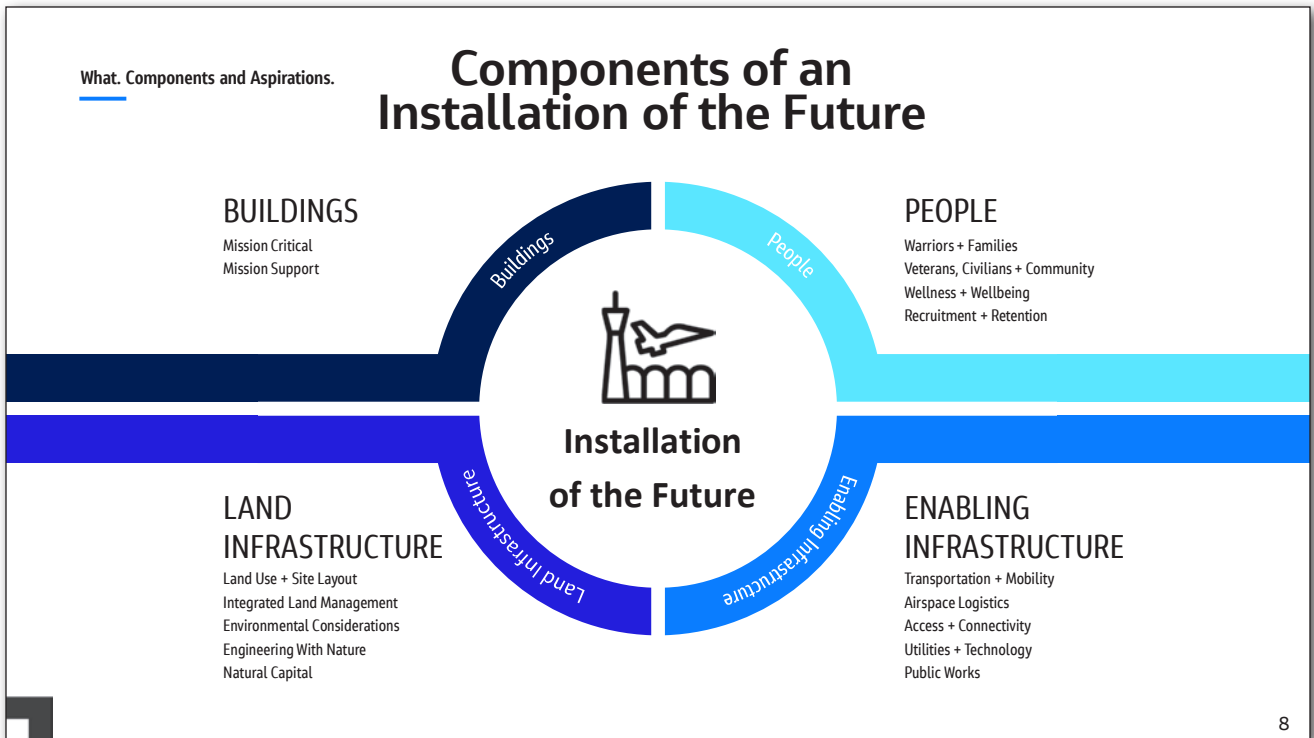 What. Components and Aspirations.
Components of an
Installation of the Future
BUILDINGS
Mission Critical
Mission Support
PEOPLE
Warriors + Families
Veterans, Civilians + Community
Wellness + Wellbeing
Recruitment + Retention
Buildings
People
Installation
of the Future
Land Infrastructure
Enabling Infrastructure
LAND
INFRASTRUCTURE
Land Use + Site Layout
Integrated Land Management
Environmental Considerations
Engineering With Nature
Natural Capital
ENABLING
INFRASTRUCTURE
Transportation + Mobility
Airspace Logistics
Access + Connectivity
Utilities + Technology
Public Works
8